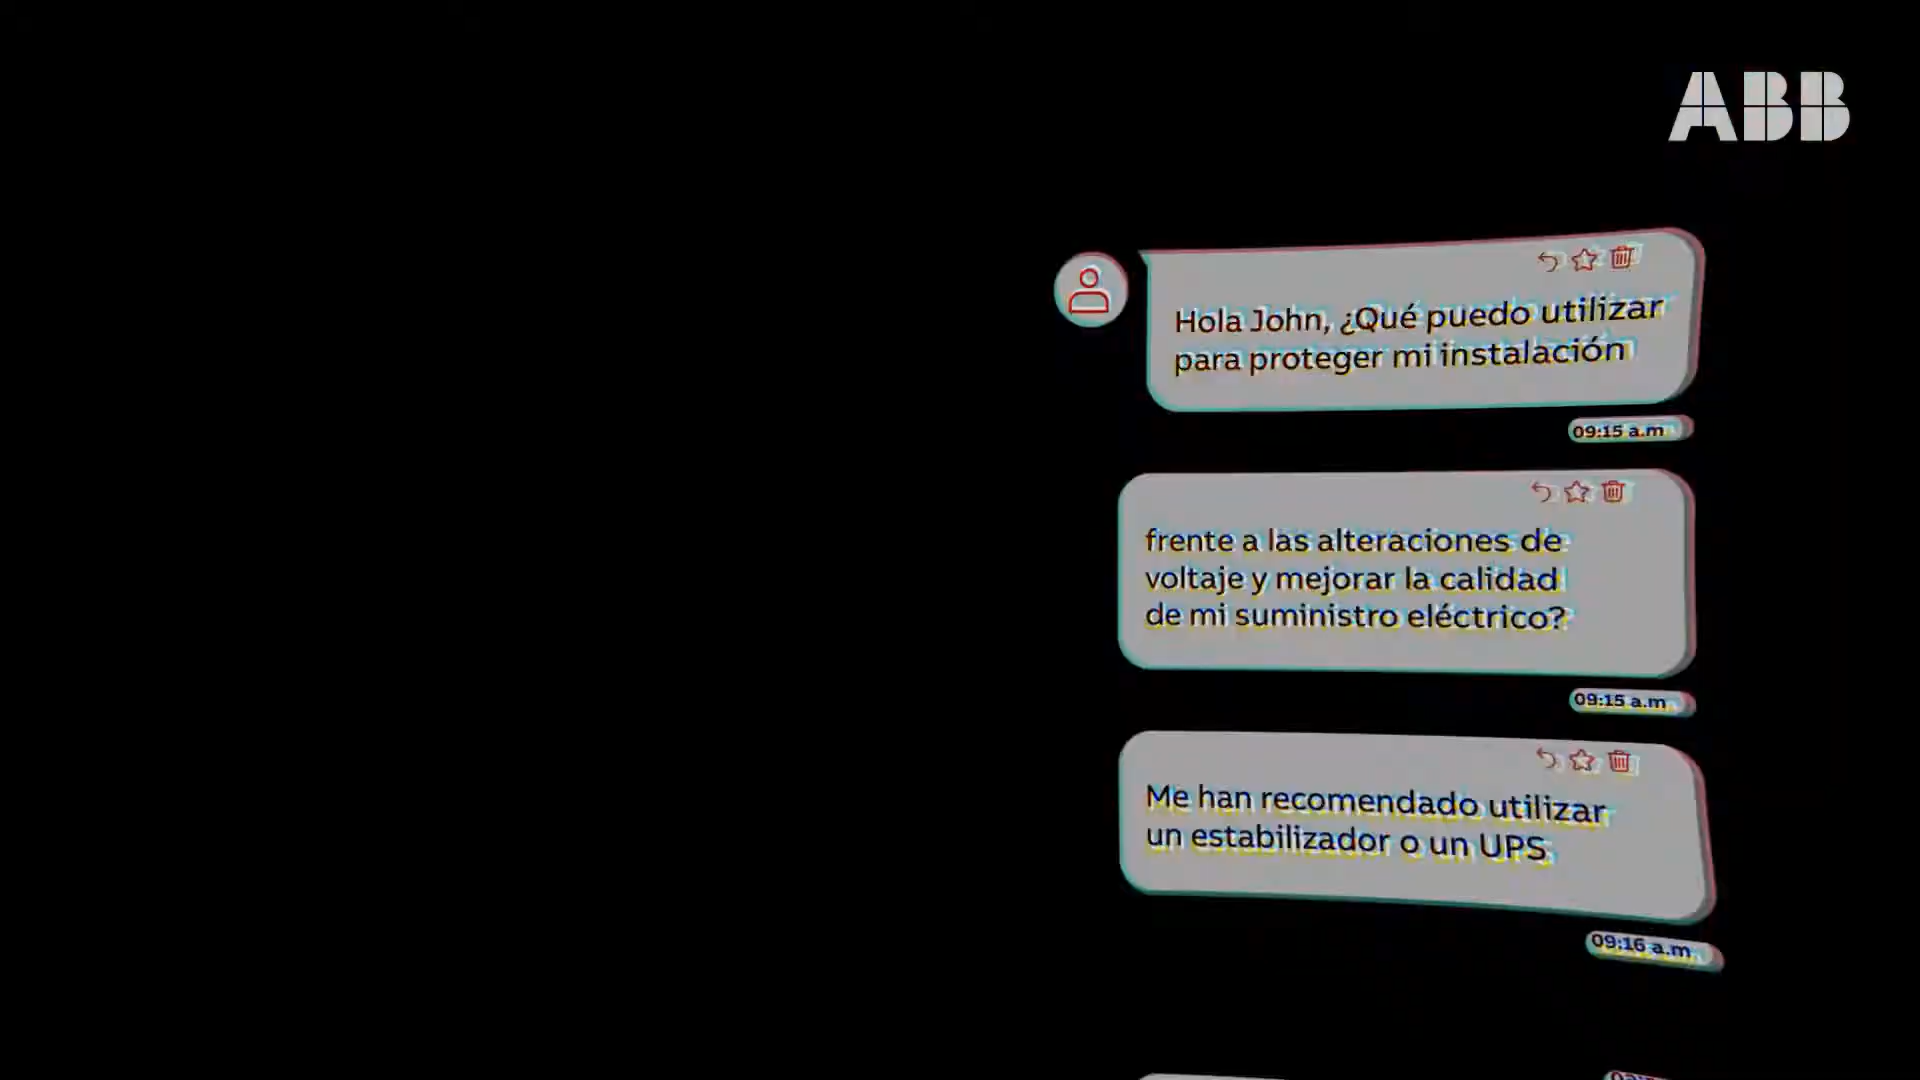 ABB
Hola John, ¿Qué puedo utilizar
para proteger mi instalación
09:15 a.m
frente a las alteraciones de
voltaje y mejorar la calidad
de mi suministro eléctrico?
09:15 a.m
Me han recomendado utilizar
un estabilizador o un UPS
09:16 a.m